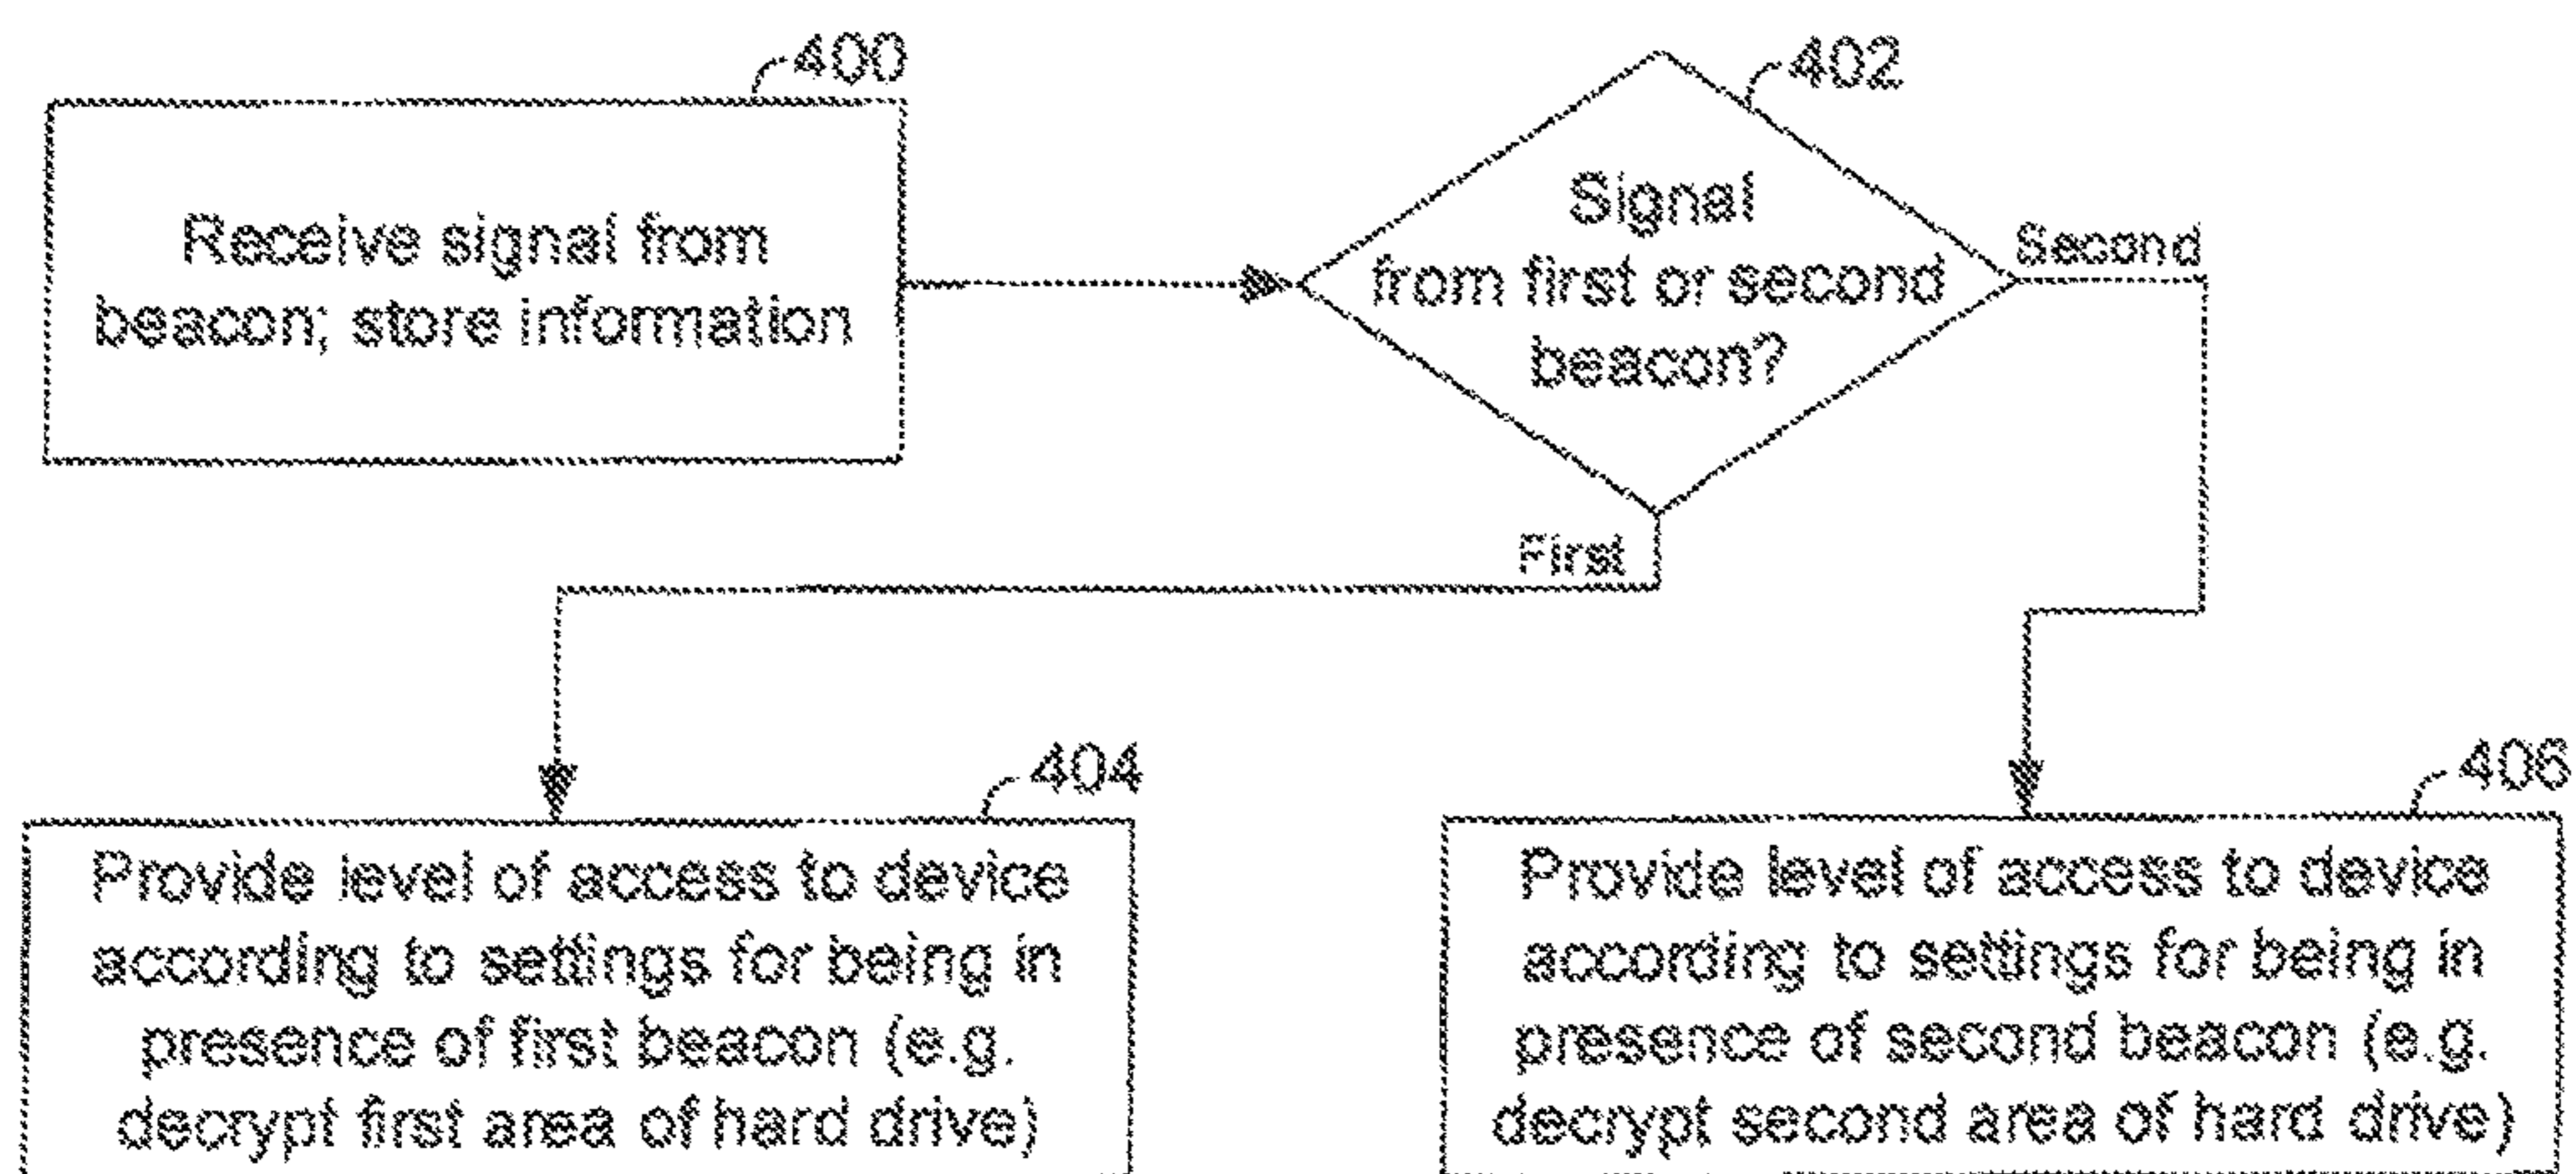 400
Receive signal from
beacon; store information
402
Signal
from first or second
beacon?
Second
First
404
Provide level of access to device
according to settings for being in
presence of first beacon (e.g.
decrypt first area of hard drive)
406
Provide level of access to device
according to settings for being in
presence of second beacon (e.g.
decrypt second area of hard drive)